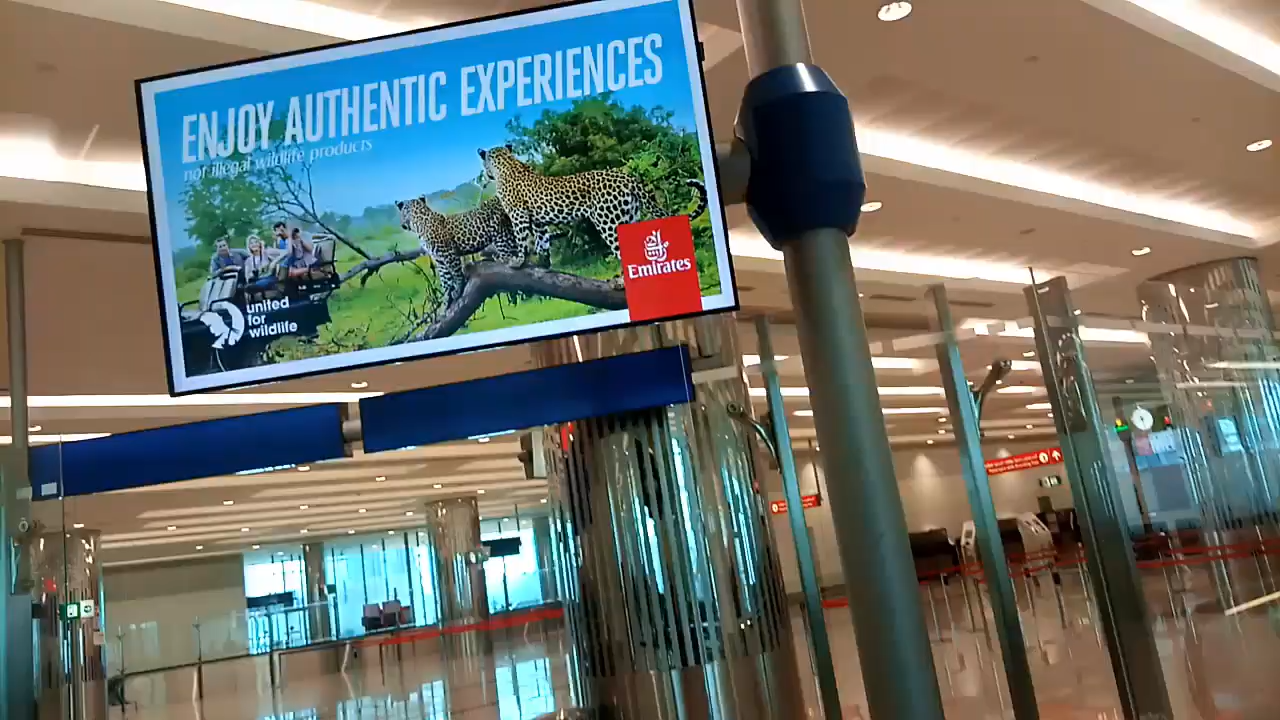 ENJOY AUTHENTIC EXPERIENCES
not illegal wildlife products
Emirates
united
for
wildlife